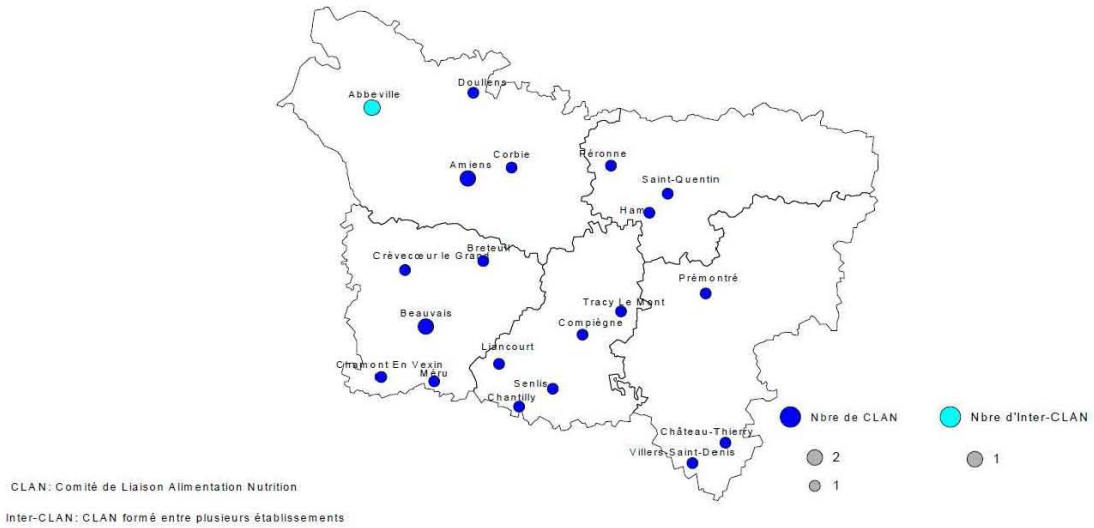 Doullens
Abbeville
Corbie
Amiens
Péronne
Saint-Quentin
Ham
Breteuil
Crèvecœur le Grand
Prémontré
Tracy Le Mont
Beauvais
Compiègne
Liancourt
Chamont En Vexin
Méru
Senlis
Chantilly
Château-Thierry
Villers-Saint-Denis
Nbre de CLAN
Nbre d'Inter-CLAN
2
1
1
CLAN: Comité de Liaison Alimentation Nutrition
Inter-CLAN: CLAN formé entre plusieurs établissements